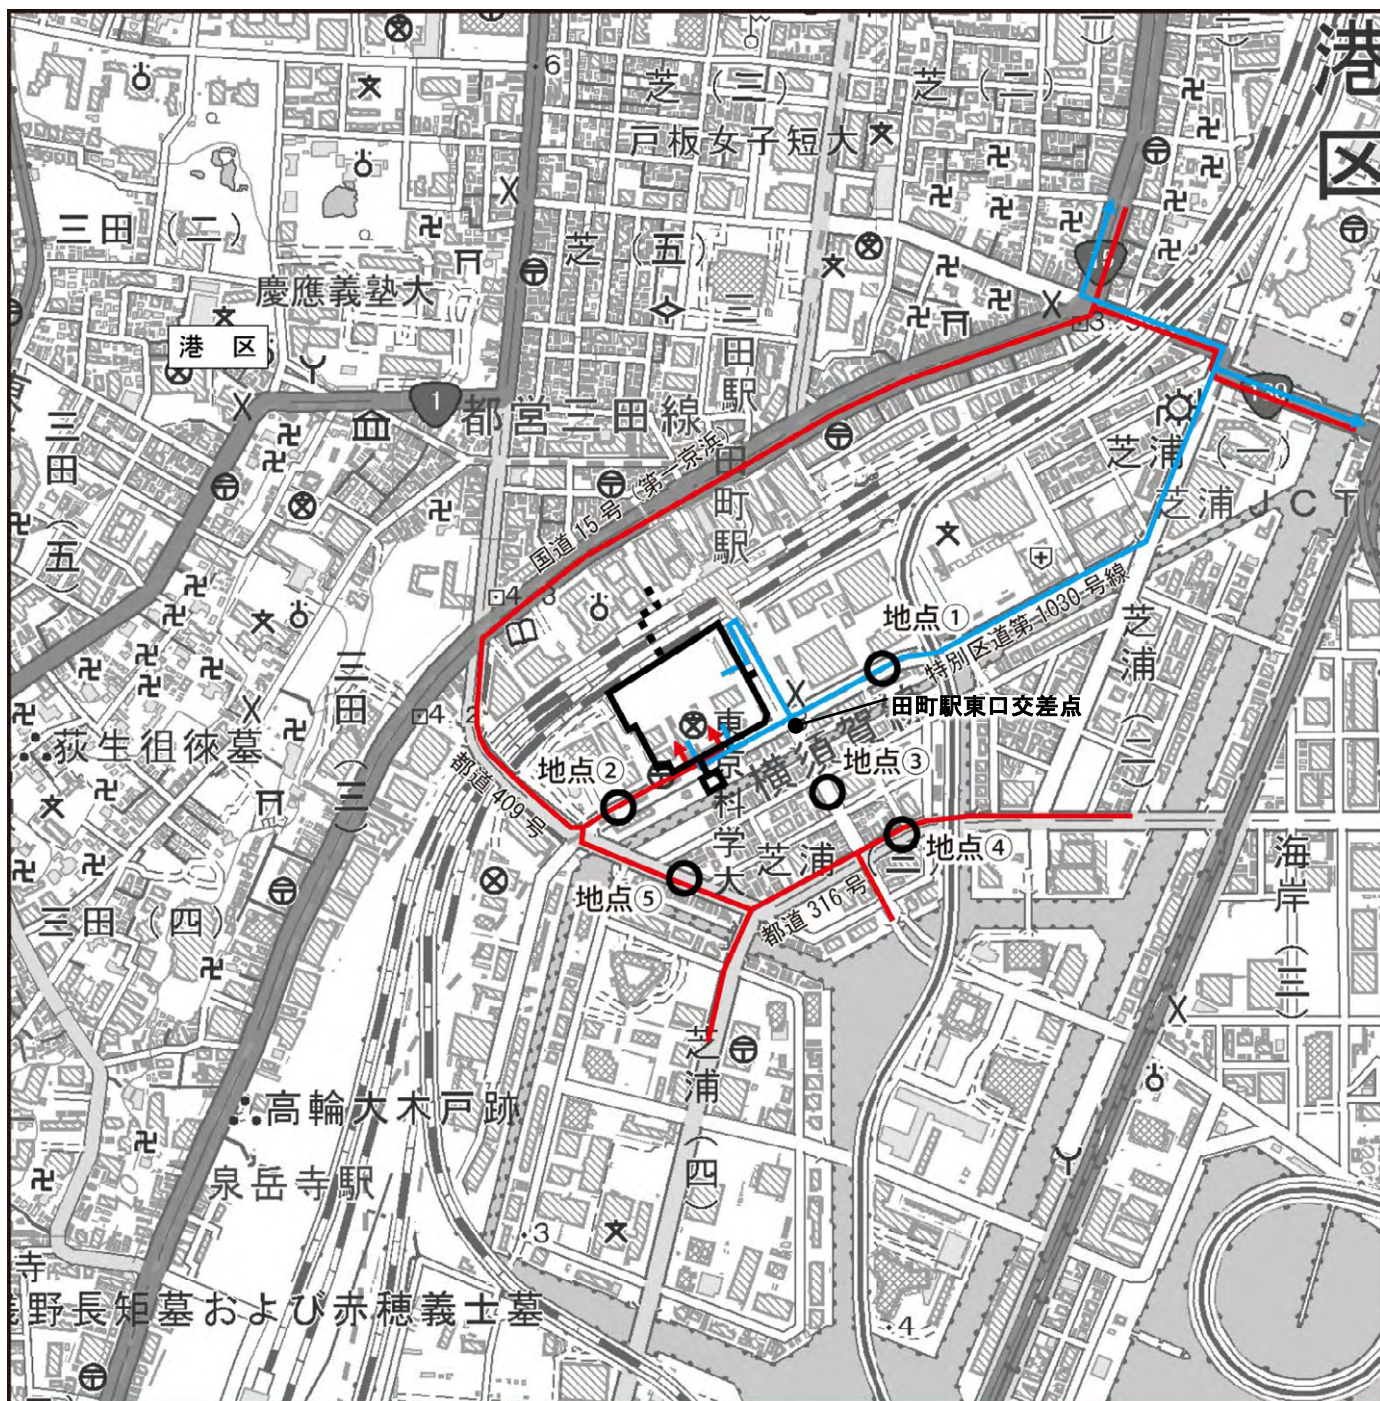 港区
6
芝(三)
芝(二)
戸板女子短大
三田(二)
芝(五)
慶應義塾大
港 区
三田駅
1
都営三田線
田町駅
三田(五)
国道15号(第一京浜)
芝浦(一)
芝浦JCT
地点①
特別区道第1030号線
芝浦(二)
田町駅東口交差点
三田(三)
荻生徂徠墓
都道409号
地点②
地点③
横須賀線
東京科学大
芝浦(三)
地点④
地点⑤
都道316号
海岸(三)
三田(四)
芝浦(四)
高輪大木戸跡
泉岳寺駅
3
4
寺
野長矩墓および赤穂義士墓